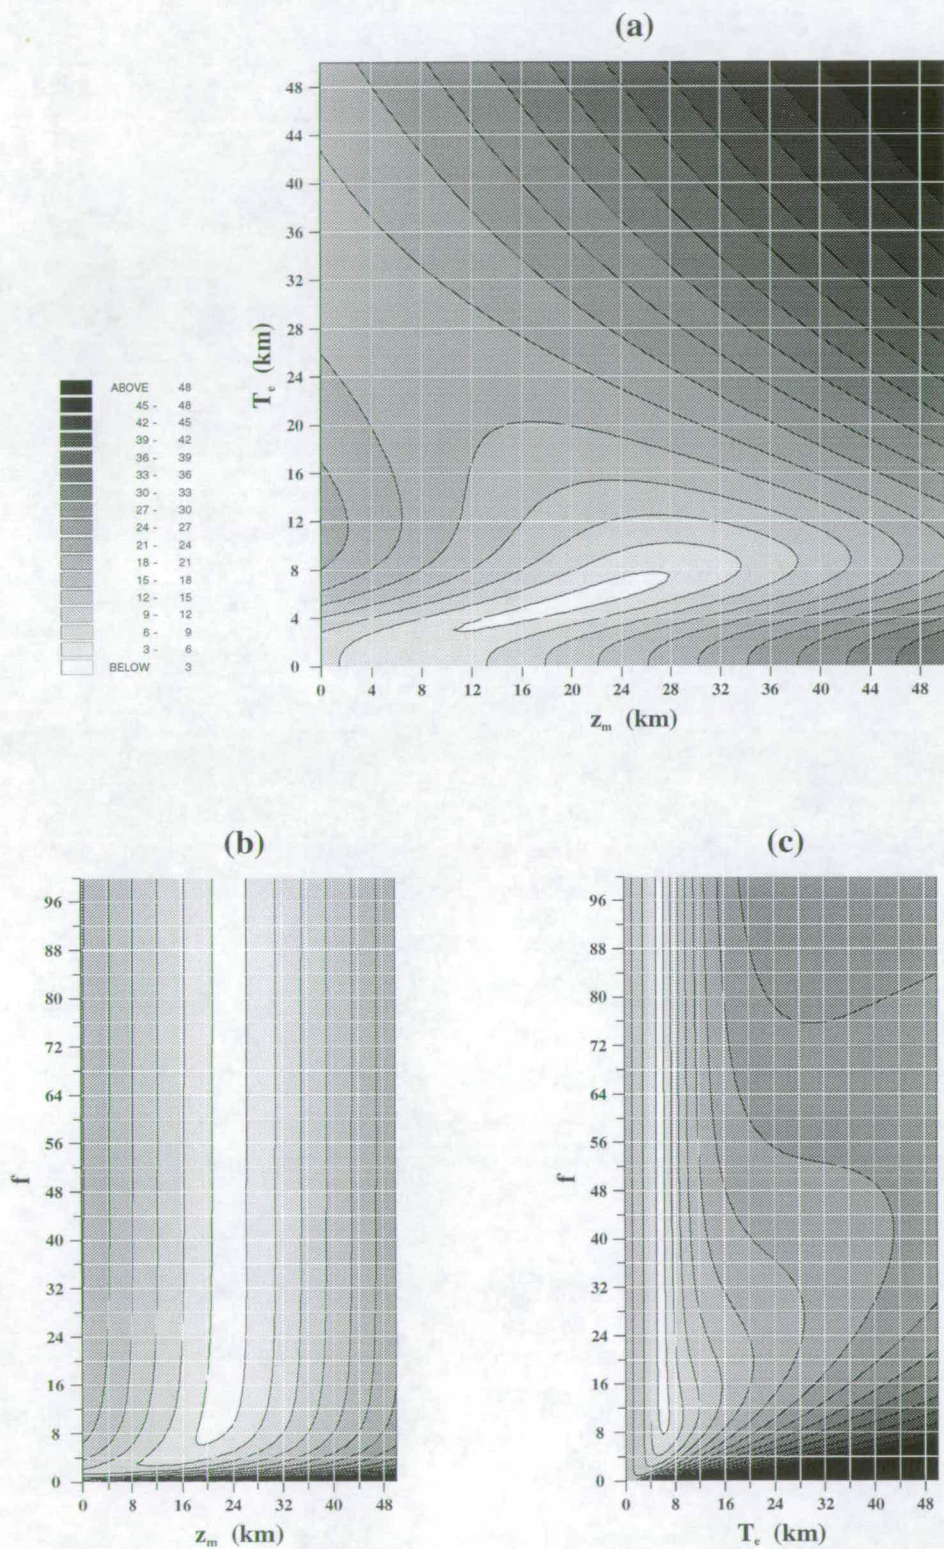 (a)
48
44
40
36
32
28
24
20
16
12
8
4
0
T_e (km)
0 4 8 12 16 20 24 28 32 36 40 44 48
z_m (km)
ABOVE 48
45 - 48
42 - 45
39 - 42
36 - 39
33 - 36
30 - 33
27 - 30
24 - 27
21 - 24
18 - 21
15 - 18
12 - 15
9 - 12
6 - 9
3 - 6
BELOW 3
(b)
96
88
80
72
64
56
48
40
32
24
16
8
0
f
0 8 16 24 32 40 48
z_m (km)
(c)
96
88
80
72
64
56
48
40
32
24
16
8
0
f
0 8 16 24 32 40 48
T_e (km)